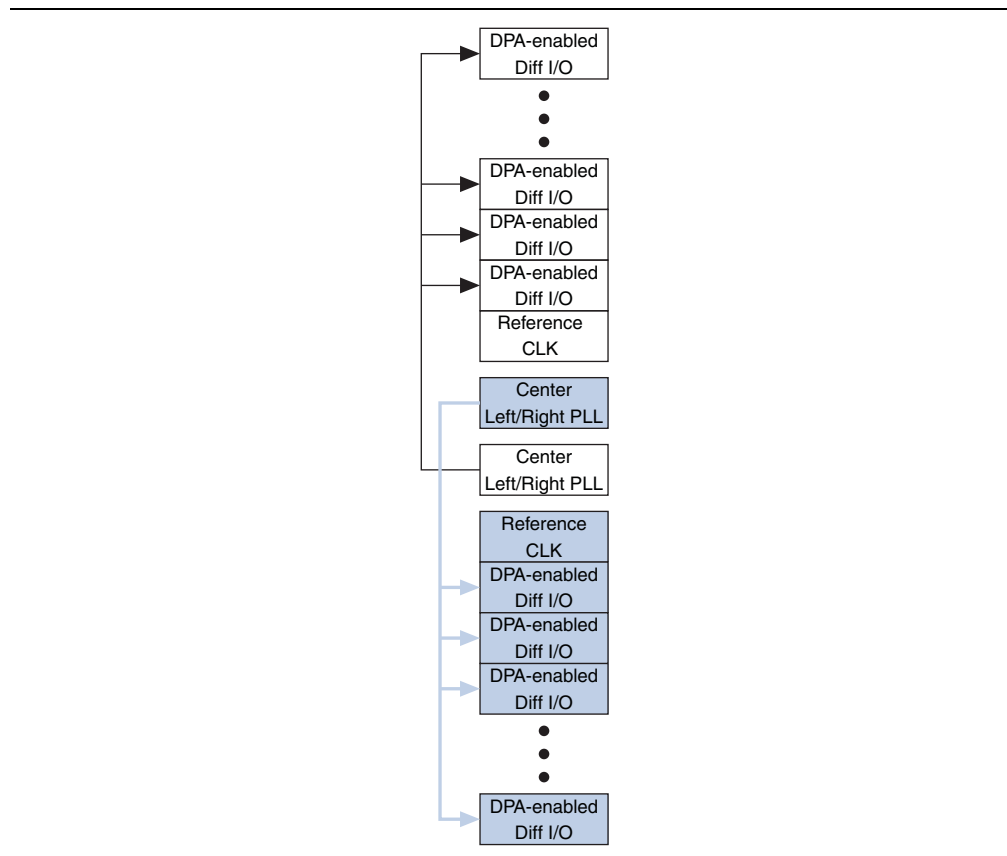 DPA-enabled
Diff I/O
DPA-enabled
Diff I/O
DPA-enabled
Diff I/O
DPA-enabled
Diff I/O
Reference
CLK
Center
Left/Right PLL
Center
Left/Right PLL
Reference
CLK
DPA-enabled
Diff I/O
DPA-enabled
Diff I/O
DPA-enabled
Diff I/O
DPA-enabled
Diff I/O